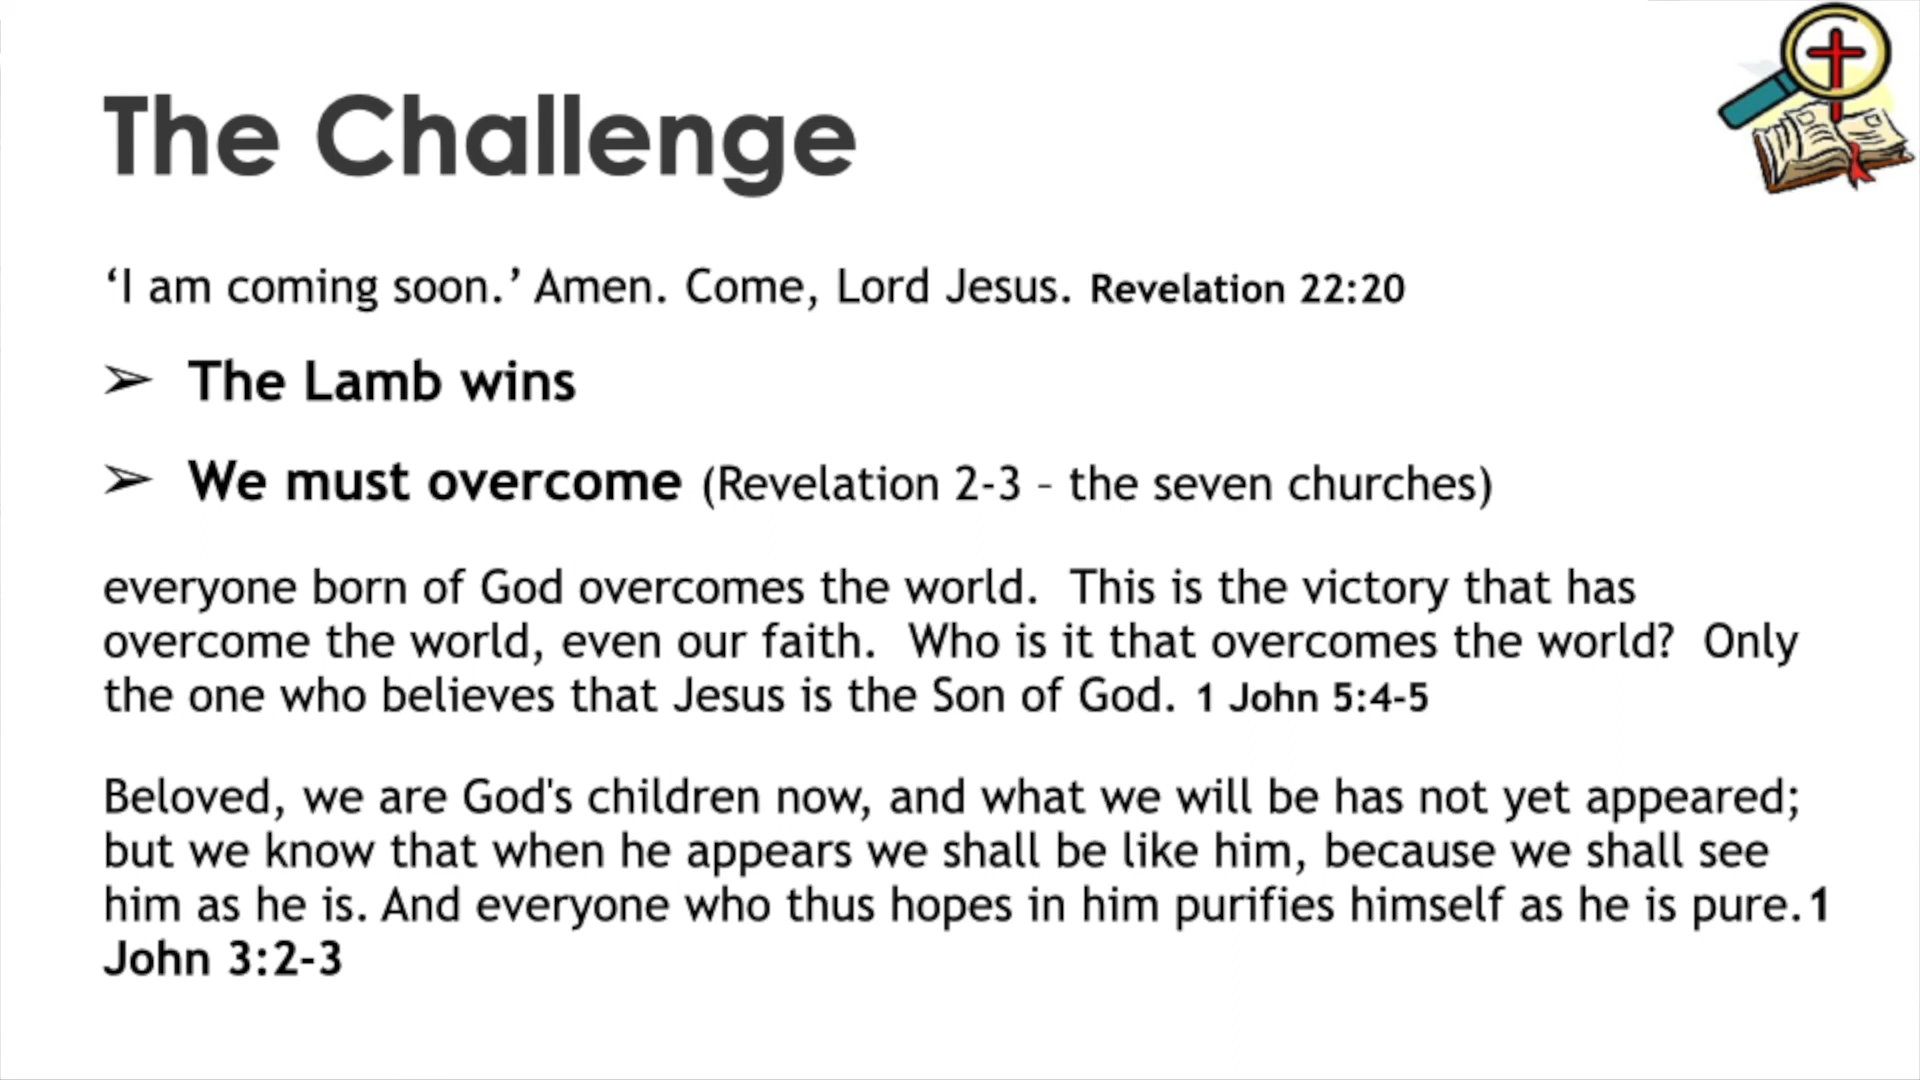 The Challenge
‘I am coming soon.’ Amen. Come, Lord Jesus. Revelation 22:20
➢ The Lamb wins
➢ We must overcome (Revelation 2-3 – the seven churches)
everyone born of God overcomes the world.  This is the victory that has
overcome the world, even our faith.  Who is it that overcomes the world?  Only
the one who believes that Jesus is the Son of God. 1 John 5:4-5
Beloved, we are God's children now, and what we will be has not yet appeared;
but we know that when he appears we shall be like him, because we shall see
him as he is. And everyone who thus hopes in him purifies himself as he is pure.1
John 3:2-3